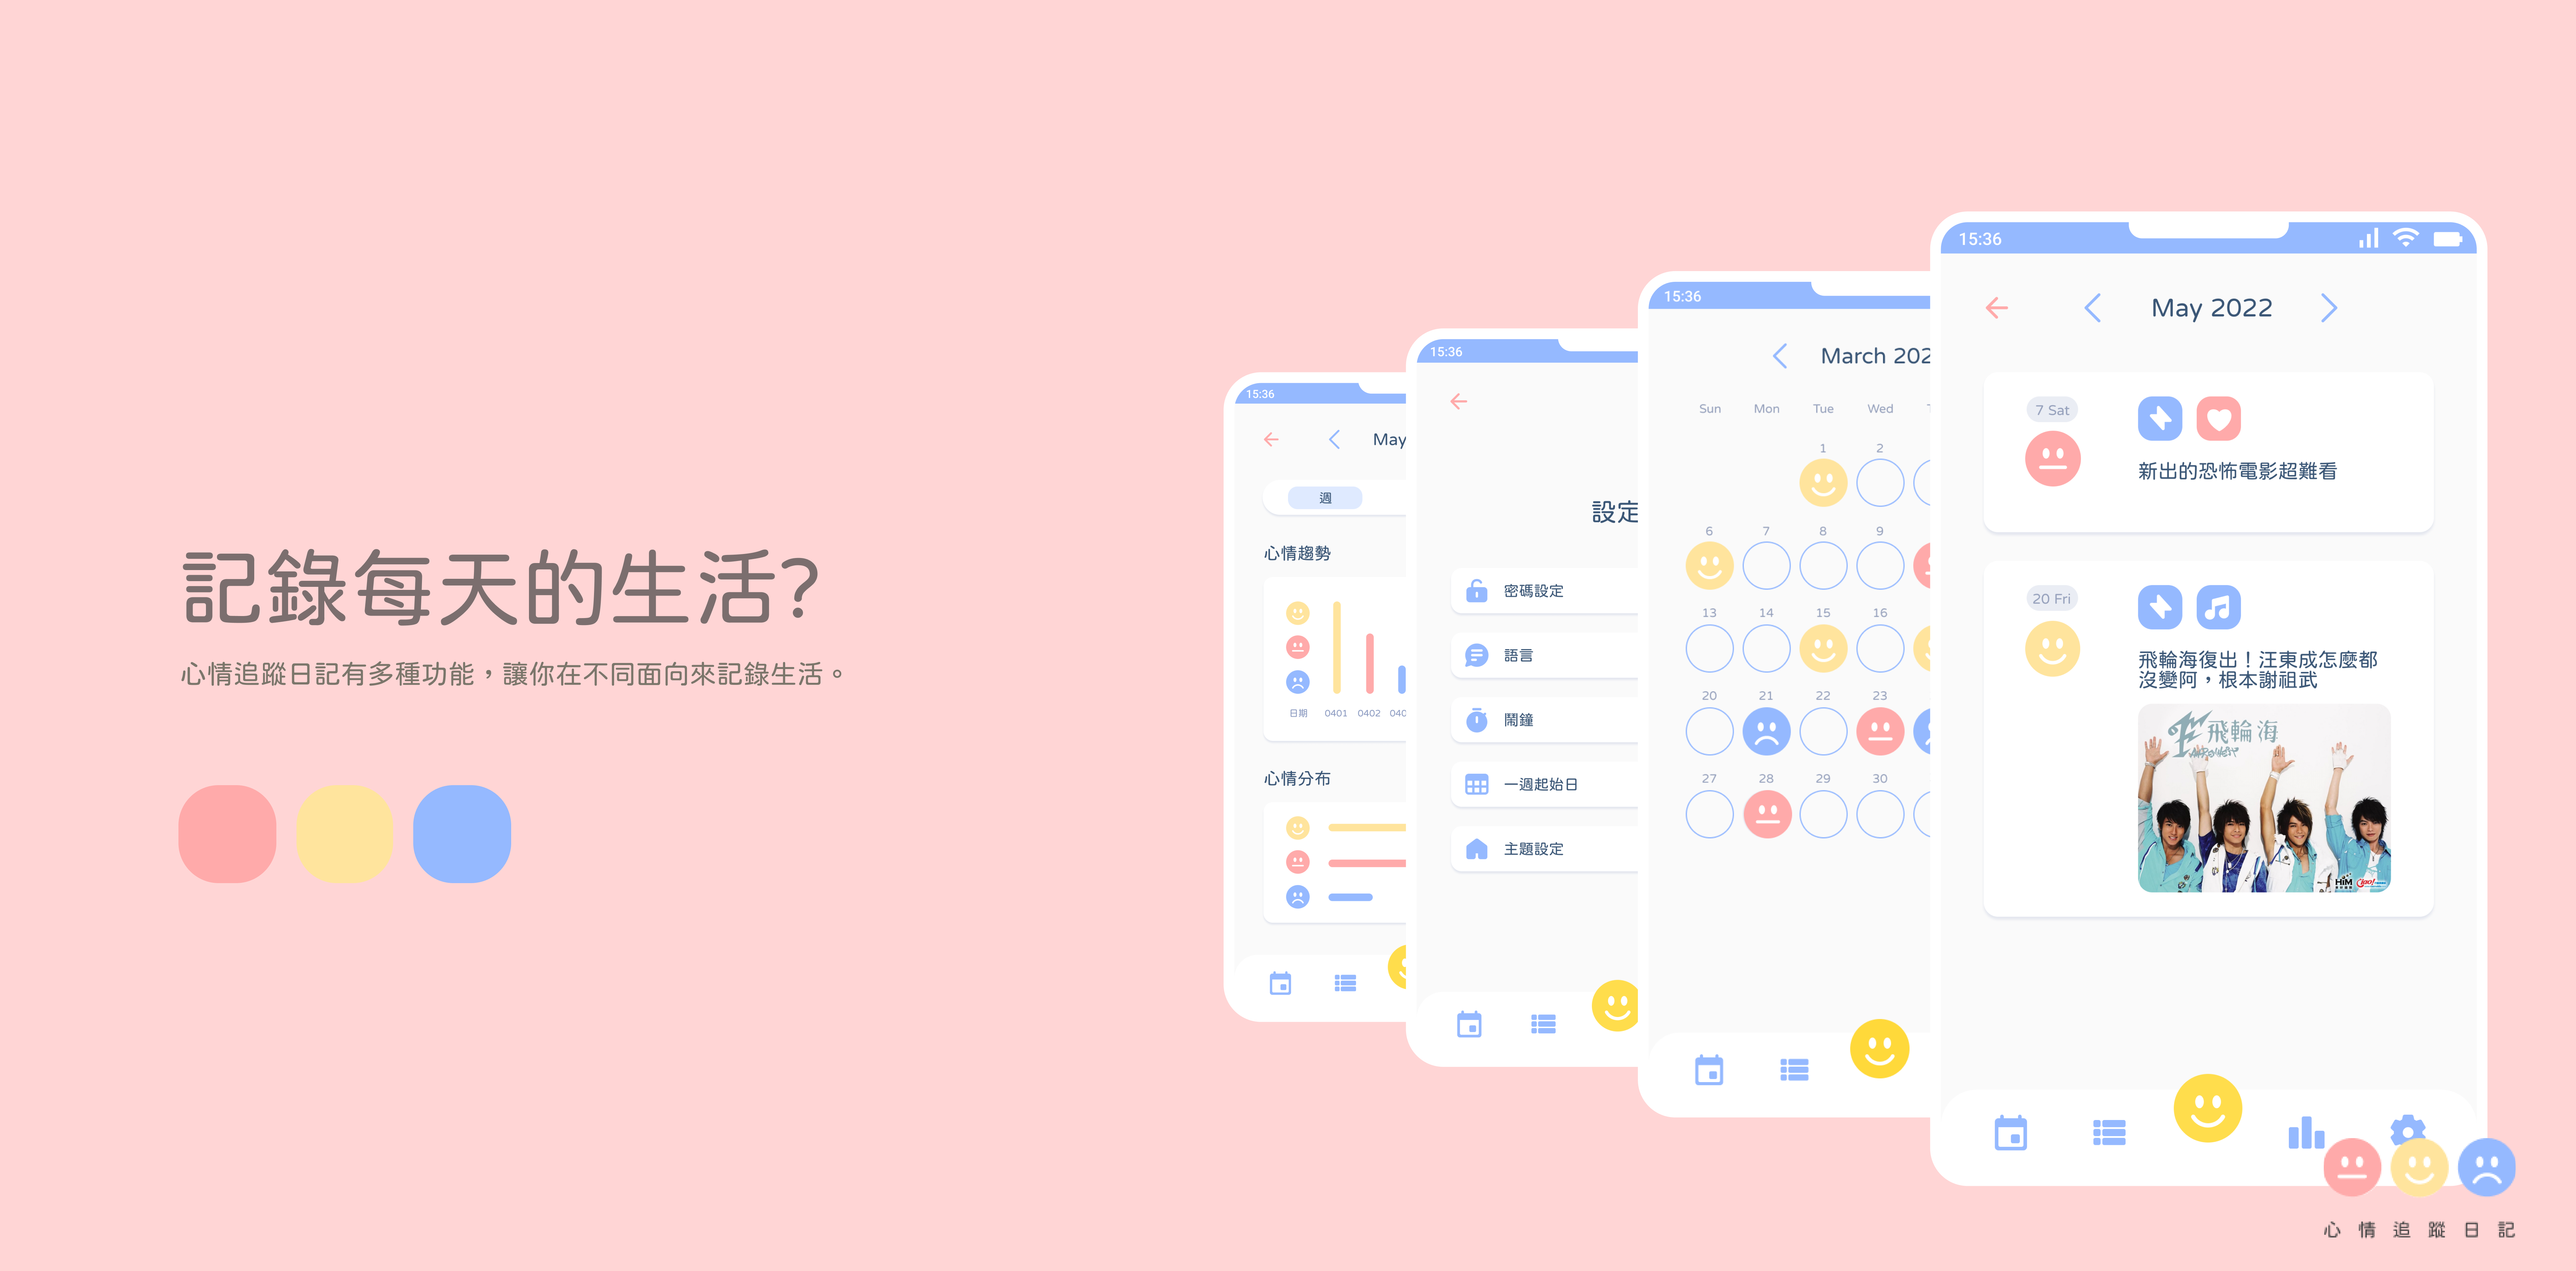 記錄每天的生活?
心情追蹤日記有多種功能，讓你在不同面向來記錄生活。
15:36
May
週
心情趨勢
日期 0401 0402 040
心情分布
15:36
設定
密碼設定
語言
鬧鐘
一週起始日
主題設定
15:36
March 202
Sun Mon Tue Wed
1 2
6 7 8 9
13 14 15 16
20 21 22 23
27 28 29 30
15:36
May 2022
7 Sat
新出的恐怖電影超難看
20 Fri
飛輪海復出！汪東成怎麼都
沒變阿，根本謝祖武
飛輪海
HIM
心情追蹤日記